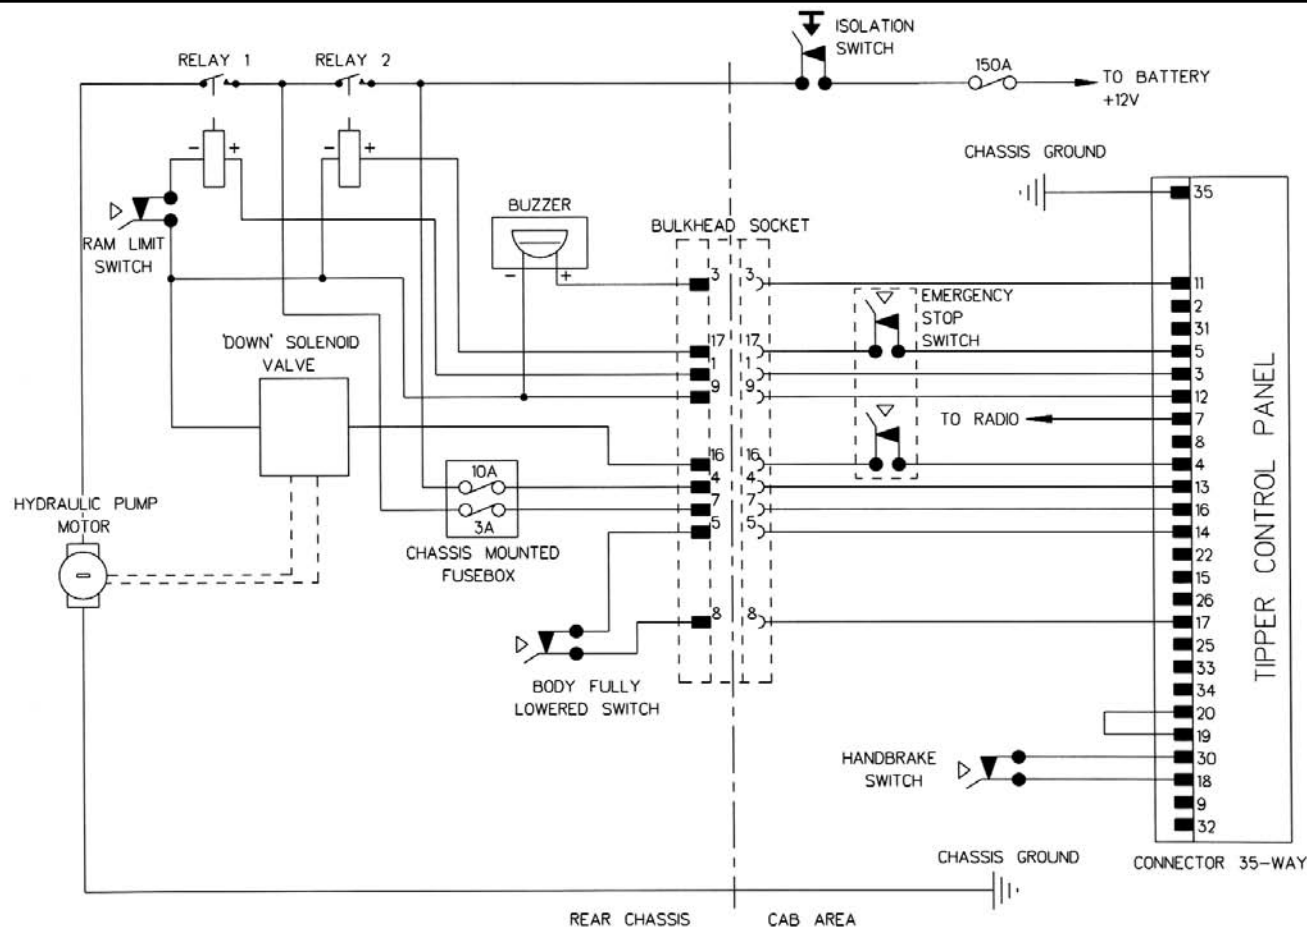 ISOLATION
SWITCH
RELAY 1
RELAY 2
150A
TO BATTERY
+12V
CHASSIS GROUND
- +
- +
35
BUZZER
- +
BULKHEAD SOCKET
RAM LIMIT
SWITCH
3 3
11
EMERGENCY
STOP
SWITCH
2
31
'DOWN' SOLENOID
VALVE
17 17
5
1 1
3
9 9
12
TO RADIO
7
8
16 16
4
10A
4 4
13
7 7
16
3A
5 5
14
HYDRAULIC PUMP
MOTOR
CHASSIS MOUNTED
FUSEBOX
22
15
26
8 8
17
25
33
34
BODY FULLY
LOWERED SWITCH
20
19
HANDBRAKE
SWITCH
30
18
9
32
TIPPER CONTROL PANEL
CHASSIS GROUND
CONNECTOR 35-WAY
REAR CHASSIS
CAB AREA